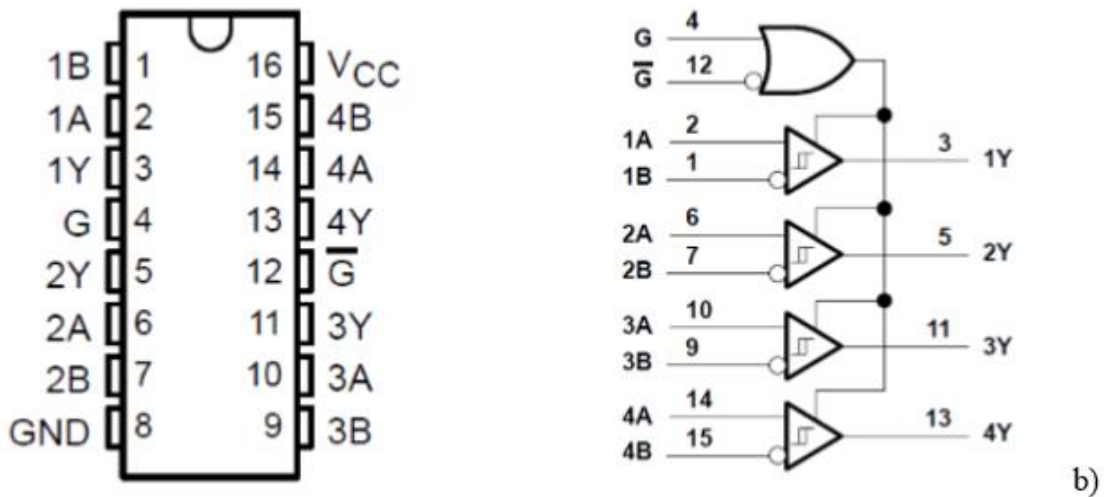 1B 1 16 VCC
1A 2 15 4B
1Y 3 14 4A
G 4 13 4Y
2Y 5 12 G̅
2A 6 11 3Y
2B 7 10 3A
GND 8 9 3B
G 4
G̅ 12
1A 2
1B 1
3 1Y
2A 6
2B 7
5 2Y
3A 10
3B 9
11 3Y
4A 14
4B 15
13 4Y
b)